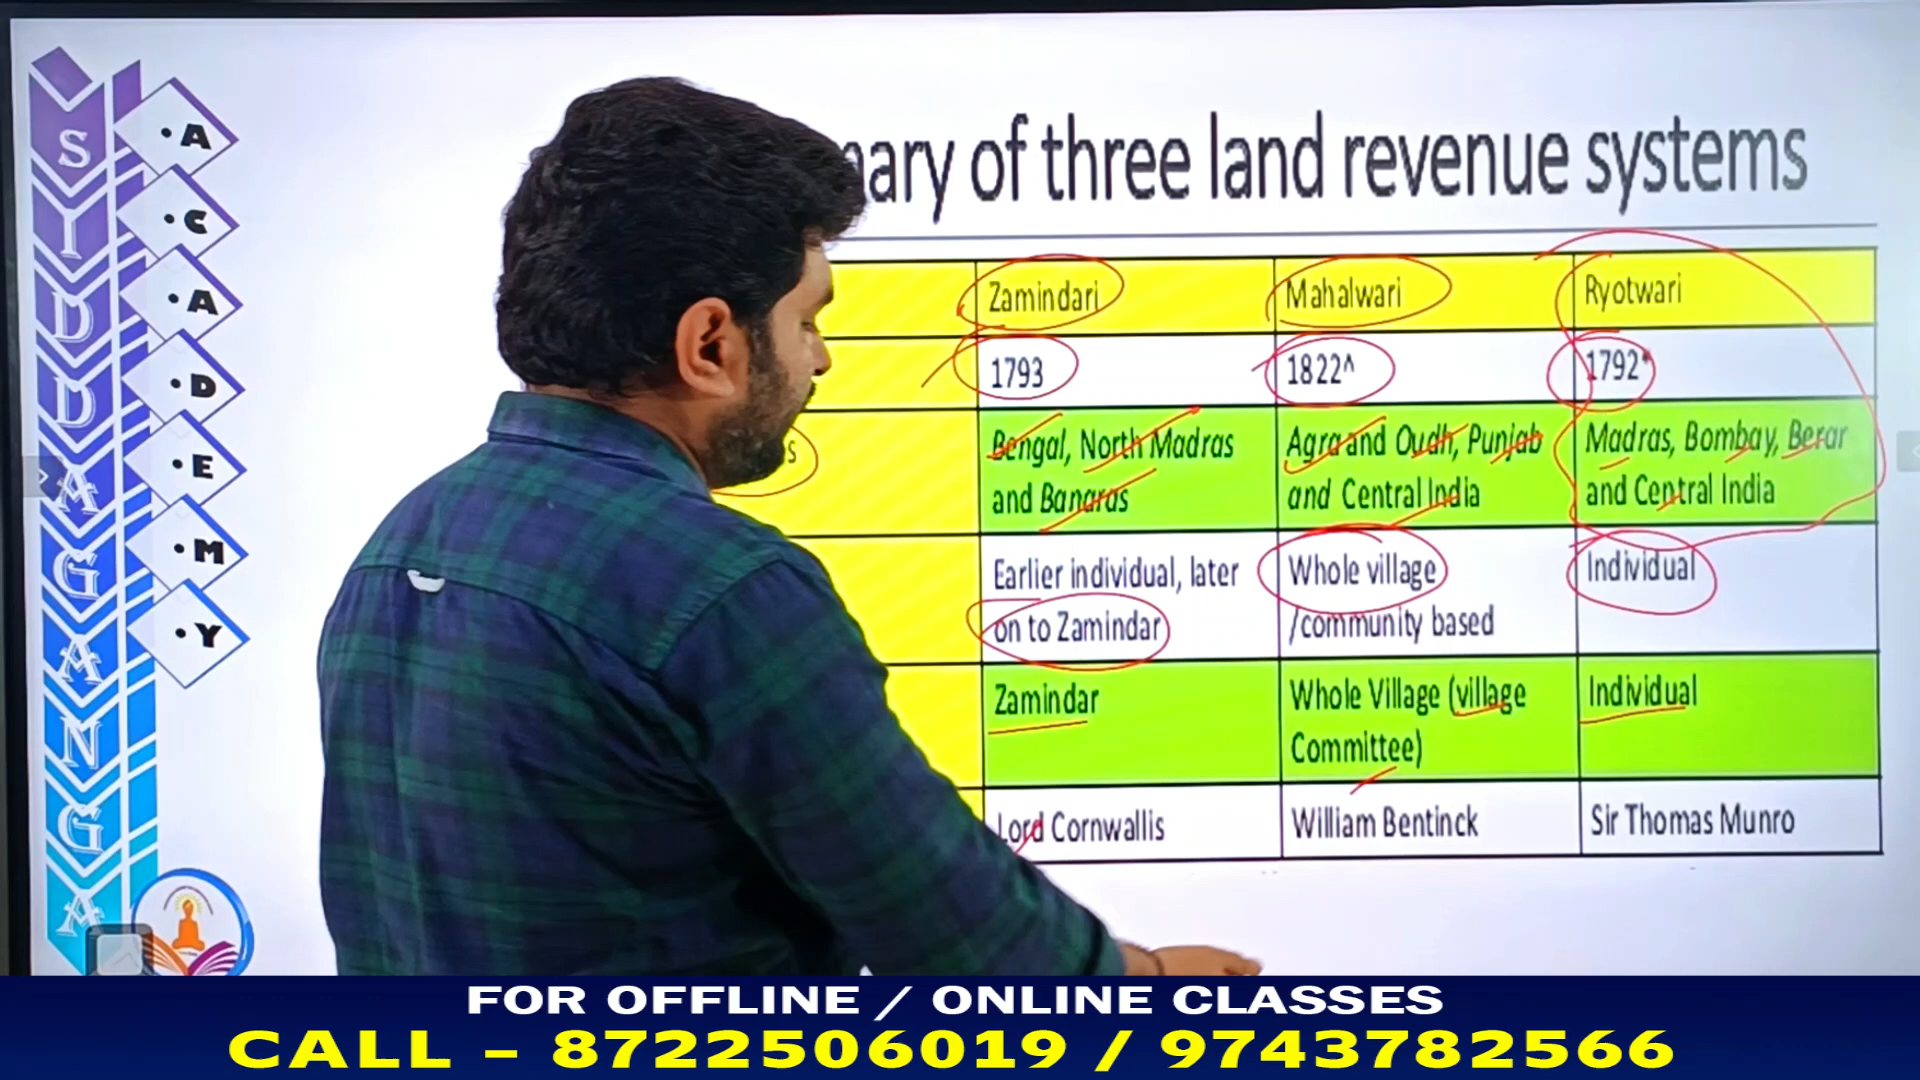 SIDDAGANGA
• A
• C
• A
• D
• E
• M
• Y
of three land revenue systems
Zamindari Mahalwari Ryotwari
1793 1822^ 1792*
Bengal, North Madras and Banaras
Agra and Oudh, Punjab and Central India
Madras, Bombay, Berar and Central India
Earlier individual, later on to Zamindar
Whole village /community based
Individual
Zamindar
Whole Village (village Committee)
Individual
Lord Cornwallis William Bentinck Sir Thomas Munro
FOR OFFLINE / ONLINE CLASSES
CALL – 8722506019 / 9743782566